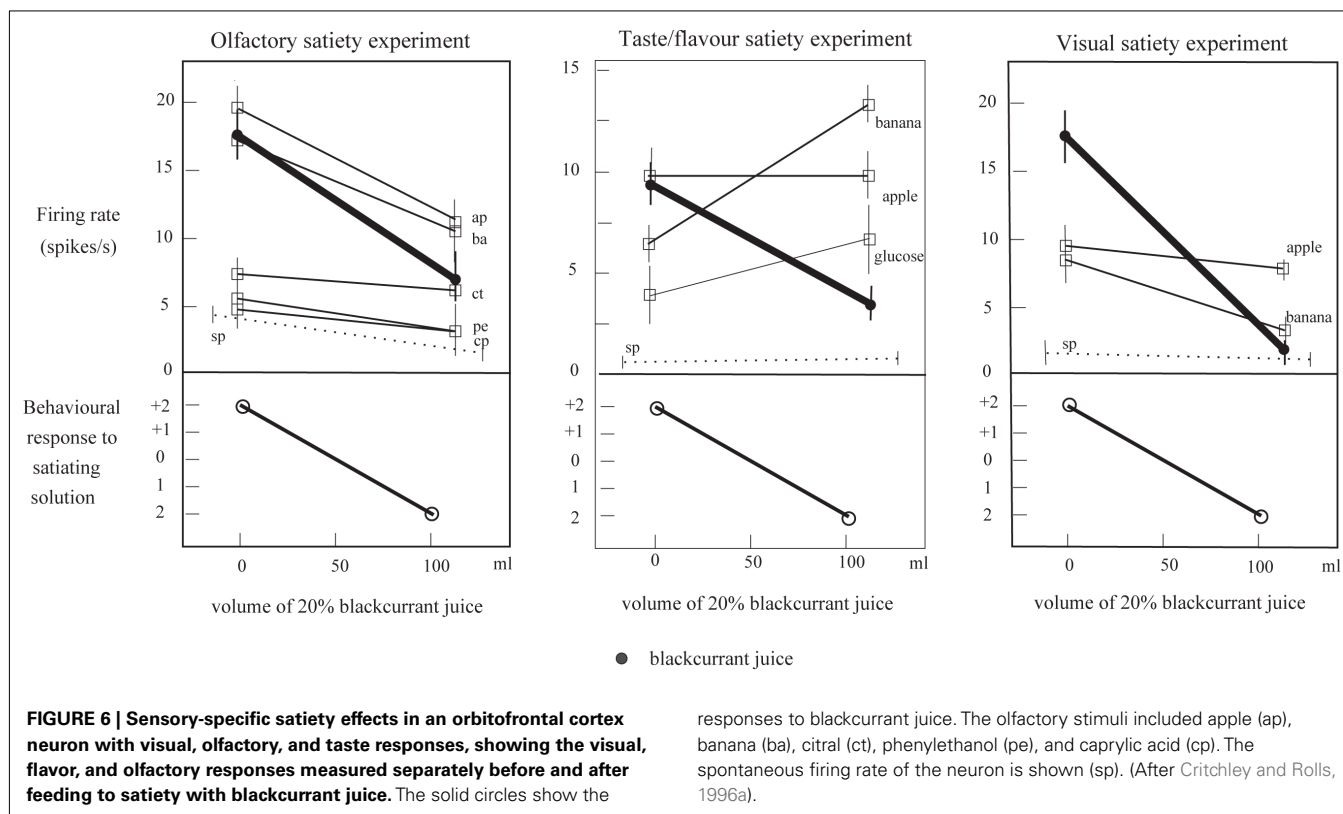 Olfactory satiety experiment
Taste/flavour satiety experiment
Visual satiety experiment
Firing rate
(spikes/s)
20
15
10
5
0
ap
ba
ct
pe
cp
sp
15
10
5
0
banana
apple
glucose
sp
20
15
10
5
0
apple
banana
sp
Behavioural
response to
satiating
solution
+2
+1
0
1
2
+2
+1
0
1
2
+2
+1
0
1
2
0 50 100 ml
0 50 100 ml
0 50 100 ml
volume of 20% blackcurrant juice
volume of 20% blackcurrant juice
volume of 20% blackcurrant juice
blackcurrant juice
FIGURE 6 | Sensory-specific satiety effects in an orbitofrontal cortex
neuron with visual, olfactory, and taste responses, showing the visual,
flavor, and olfactory responses measured separately before and after
feeding to satiety with blackcurrant juice. The solid circles show the
responses to blackcurrant juice. The olfactory stimuli included apple (ap),
banana (ba), citral (ct), phenylethanol (pe), and caprylic acid (cp). The
spontaneous firing rate of the neuron is shown (sp). (After Critchley and Rolls,
1996a).